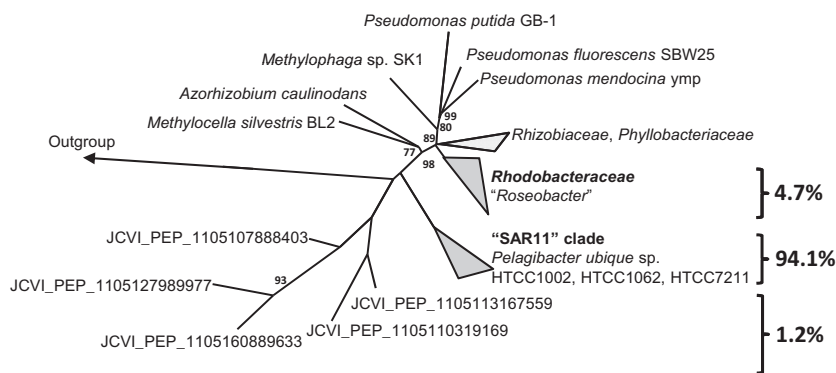 Pseudomonas putida GB-1
Methylophaga sp. SK1
Pseudomonas fluorescens SBW25
Pseudomonas mendocina ymp
Azorhizobium caulinodans
Methylocella silvestris BL2
99
80
89
77
98
Rhizobiaceae, Phyllobacteriaceae
Outgroup
Rhodobacteraceae
"Roseobacter"
4.7%
"SAR11" clade
Pelagibacter ubique sp.
HTCC1002, HTCC1062, HTCC7211
94.1%
JCVI_PEP_1105107888403
93
JCVI_PEP_1105127989977
JCVI_PEP_1105113167559
JCVI_PEP_1105110319169
JCVI_PEP_1105160889633
1.2%